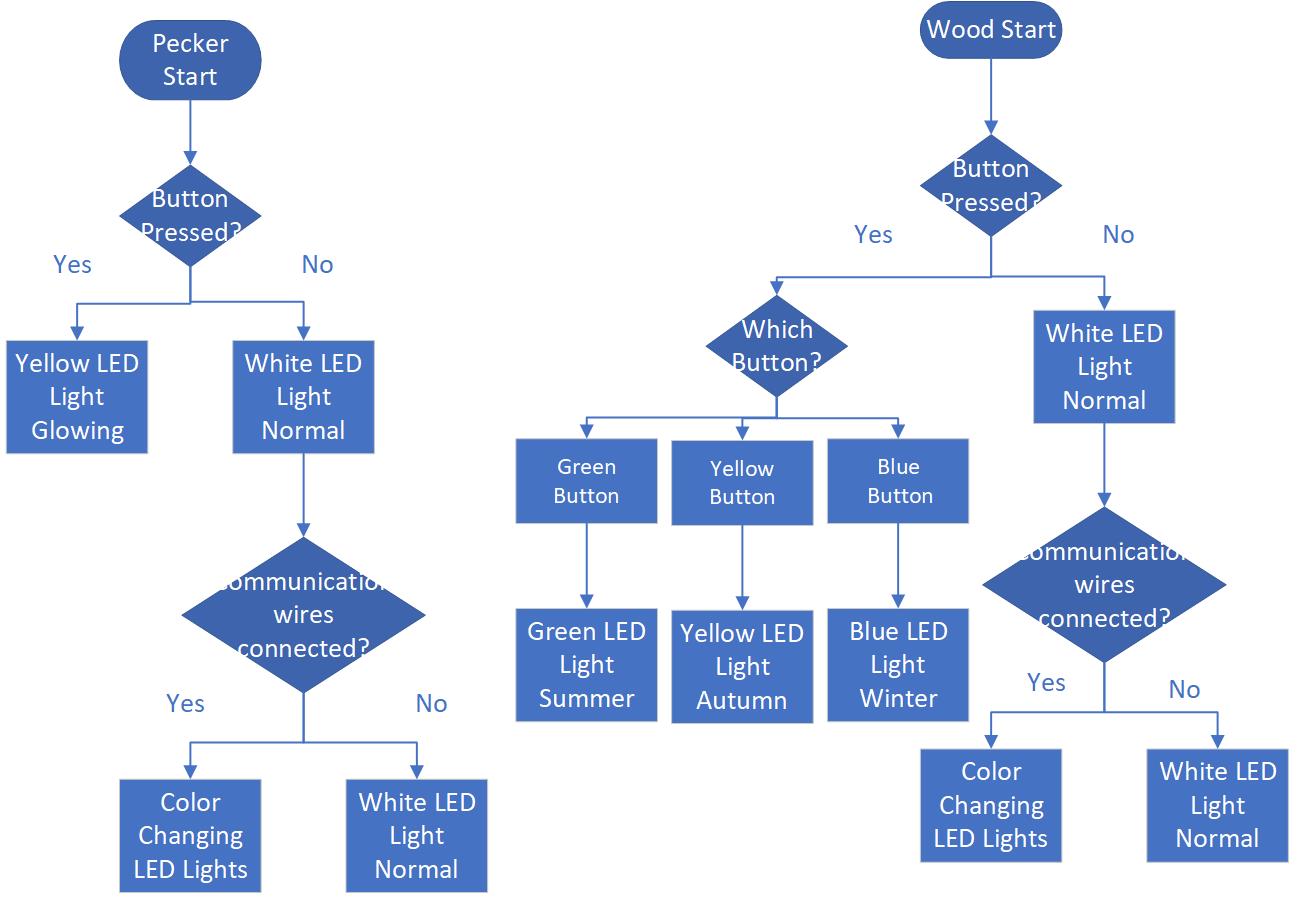 Pecker
Start
Button
Pressed?
Yes
No
Yellow LED
Light
Glowing
White LED
Light
Normal
ommunication
wires
connected?
Yes
No
Color
Changing
LED Lights
White LED
Light
Normal
Wood Start
Button
Pressed?
Yes
No
Which
Button?
White LED
Light
Normal
Green
Button
Yellow
Button
Blue
Button
Green LED
Light
Summer
Yellow LED
Light
Autumn
Blue LED
Light
Winter
ommunication
wires
connected?
Yes
No
Color
Changing
LED Lights
White LED
Light
Normal